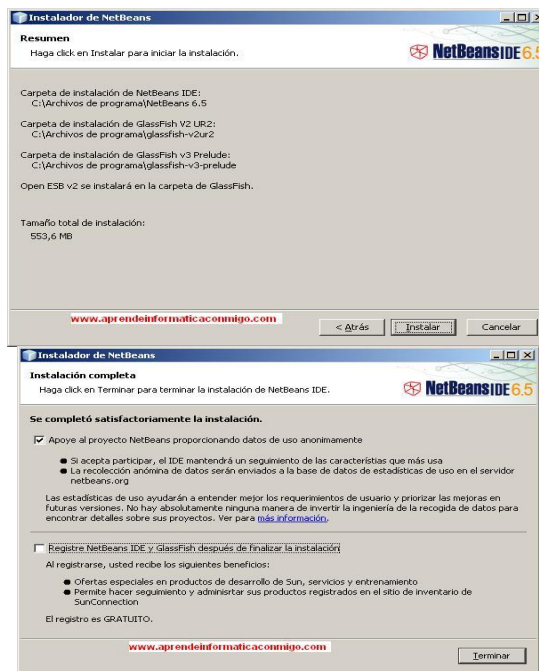 Instalador de NetBeans
Resumen
Haga click en Instalar para iniciar la instalación.
NetBeans IDE 6.5
Carpeta de instalación de NetBeans IDE:
C:\Archivos de programa\NetBeans 6.5
Carpeta de instalación de GlassFish V2 UR2:
C:\Archivos de programa\glassfish-v2ur2
Carpeta de instalación de GlassFish v3 Prelude:
C:\Archivos de programa\glassfish-v3-prelude
Open ESB v2 se instalará en la carpeta de GlassFish.
Tamaño total de instalación:
553,6 MB
www.aprendeinformaticaconmigo.com
< Atrás
Instalar
Cancelar
Instalador de NetBeans
Instalación completa
Haga click en Terminar para terminar la instalación de NetBeans IDE.
NetBeans IDE 6.5
Se completó satisfactoriamente la instalación.
Apoye al proyecto NetBeans proporcionando datos de uso anonimamente
Si acepta participar, el IDE mantendrá un seguimiento de las caracterśtias que más usa
La recolección anómina de datos serán enviados a la base de datos de estadísticas de uso en el servidor
netbeans.org
Las estadísticas de uso ayudarán a entender mejor los requerimientos de usuario y priorizar las mejoras en
futuras versiones. No hay absolutamente ninguna manera de invertir la ingeniería de la recogida de datos para
encontrar detalles sobre sus proyectos. Ver para más información.
Registre NetBeans IDE y GlassFish después de finalizar la instalación
Al registrarse, usted recibe los siguientes beneficios:
Ofertas especiales en productos de desarrollo de Sun, servicios y entrenamiento
Permite hacer seguimiento y adminisrtar sus productos registrados en el sitio de inventario de
SunConnection
El registro es GRATUITO.
www.aprendeinformaticaconmigo.com
Terminar